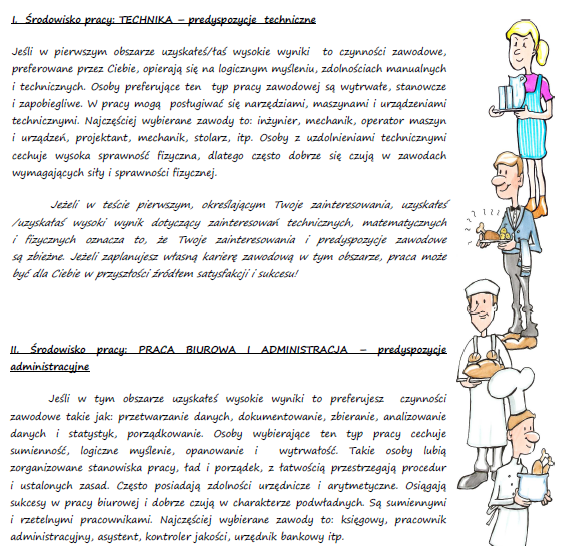 I. Środowisko pracy: TECHNIKA – predyspozycje techniczne
Jeśli w pierwszym obszarze uzyskałeś/taś wysokie wyniki to czynności zawodowe,
preferowane przez Ciebie, opierają się na logicznym myśleniu, zdolnościach manualnych
i technicznych. Osoby preferujące ten typ pracy zawodowej są wytrwałe, stanowcze
i zapobiegliwe. W pracy mogą posługiwać się narzędziami, maszynami i urządzeniami
technicznymi. Najczęściej wybierane zawody to: inżynier, mechanik, operator maszyn
i urządzeń, projektant, mechanik, stolarz, itp. Osoby z uzdolnieniami technicznymi
cechuje wysoka sprawność fizyczna, dlatego często dobrze się czują w zawodach
wymagających siły i sprawności fizycznej.
Jeżeli w teście pierwszym, określającym Twoje zainteresowania, uzyskałeś
/uzyskałaś wysoki wynik dotyczący zainteresowań technicznych, matematycznych
i fizycznych oznacza to, że Twoje zainteresowania i predyspozycje zawodowe
są zbieżne. Jeżeli zaplanujesz własną karierę zawodową w tym obszarze, praca może
być dla Ciebie w przyszłości źródłem satysfakcji i sukcesu!
II. Środowisko pracy: PRACA BIUROWA I ADMINISTRACJA – predyspozycje
administracyjne
Jeśli w tym obszarze uzyskałeś wysokie wyniki to preferujesz czynności
zawodowe takie jak: przetwarzanie danych, dokumentowanie, zbieranie, analizowanie
danych i statystyk, porządkowanie. Osoby wybierające ten typ pracy cechuje
sumienność, logiczne myślenie, opanowanie i wytrwałość. Takie osoby lubią
zorganizowane stanowiska pracy, ład i porządek, z łatwością przestrzegają procedur
i ustalonych zasad. Często posiadają zdolności urzędnicze i arytmetyczne. Osiągają
sukcesy w pracy biurowej i dobrze czują w charakterze podwładnych. Są sumiennymi
i rzetelnymi pracownikami. Najczęściej wybierane zawody to: księgowy, pracownik
administracyjny, asystent, kontroler jakości, urzędnik bankowy itp.